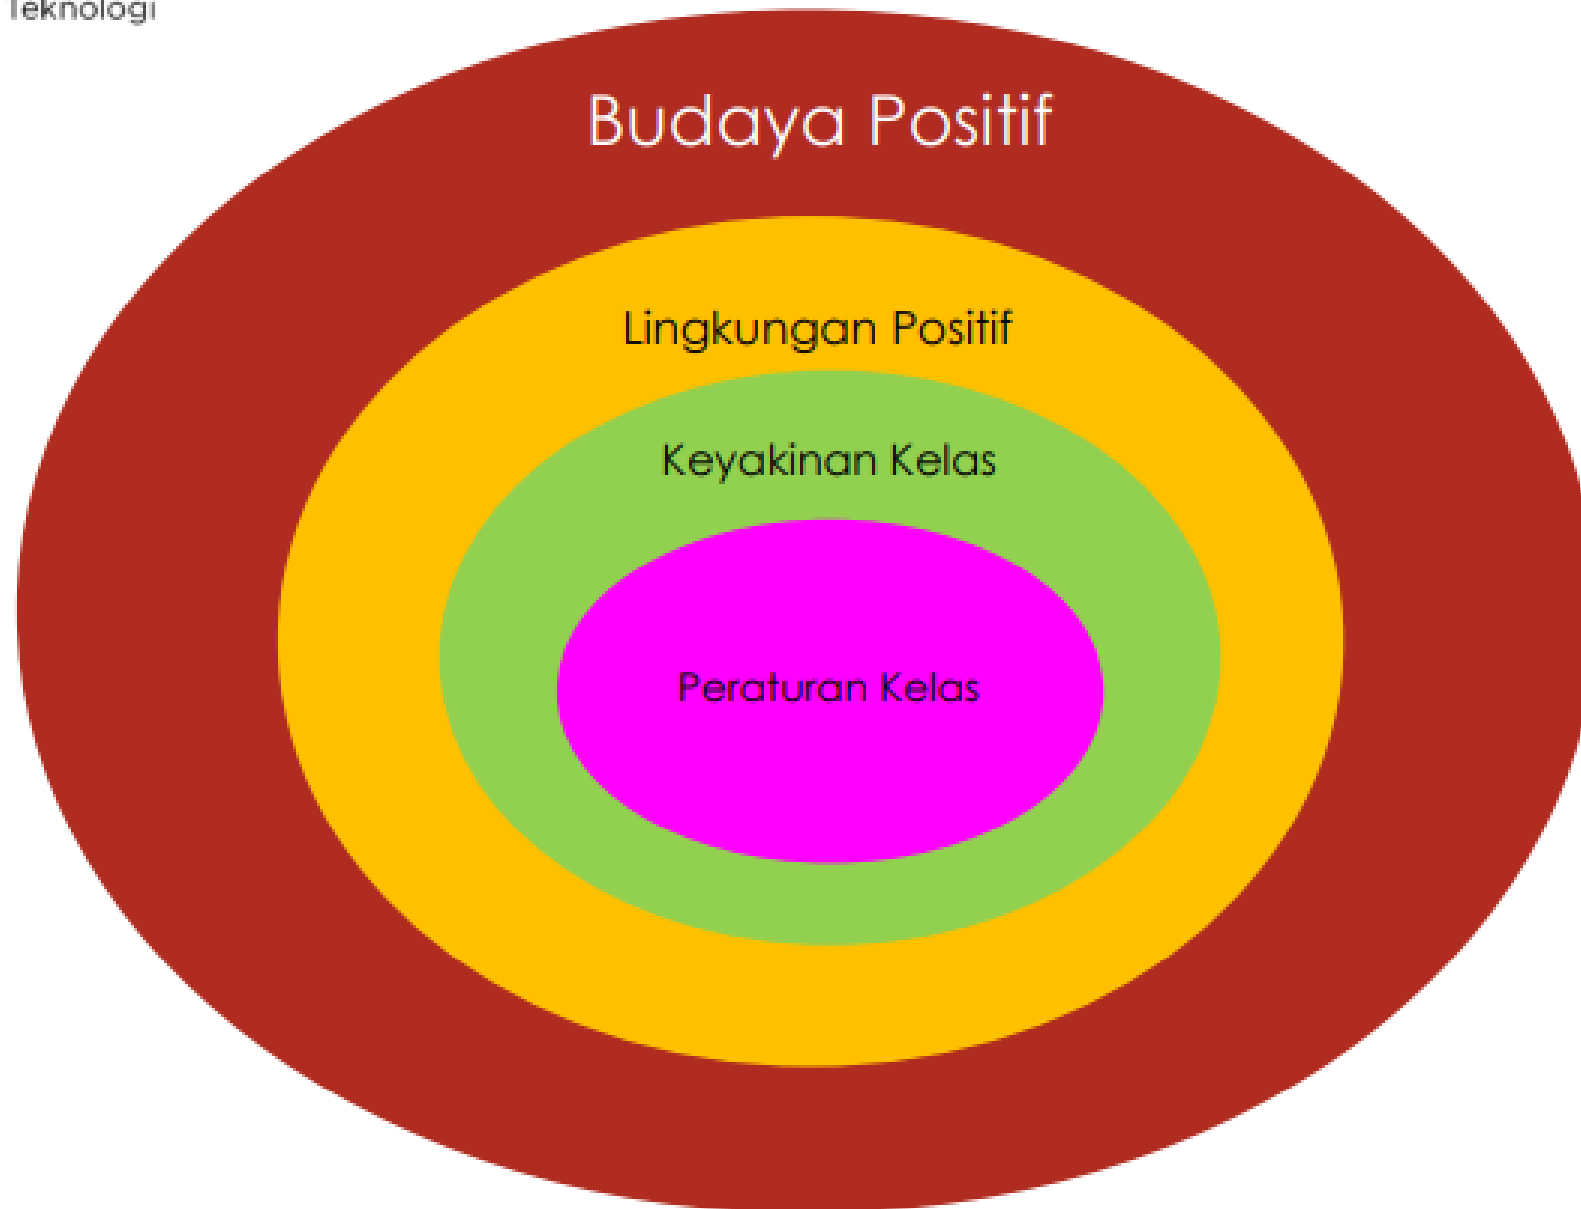 Teknologi
Budaya Positif
Lingkungan Positif
Keyakinan Kelas
Peraturan Kelas